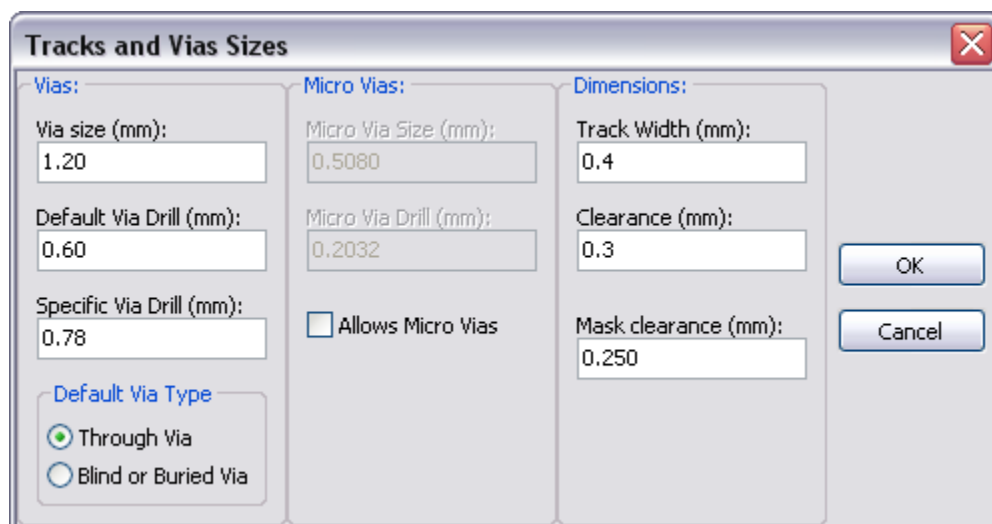 Tracks and Vias Sizes
Vias:
Via size (mm):
1.20
Default Via Drill (mm):
0.60
Specific Via Drill (mm):
0.78
Default Via Type
Through Via
Blind or Buried Via
Micro Vias:
Micro Via Size (mm):
0.5080
Micro Via Drill (mm):
0.2032
Allows Micro Vias
Dimensions:
Track Width (mm):
0.4
Clearance (mm):
0.3
Mask clearance (mm):
0.250
OK
Cancel